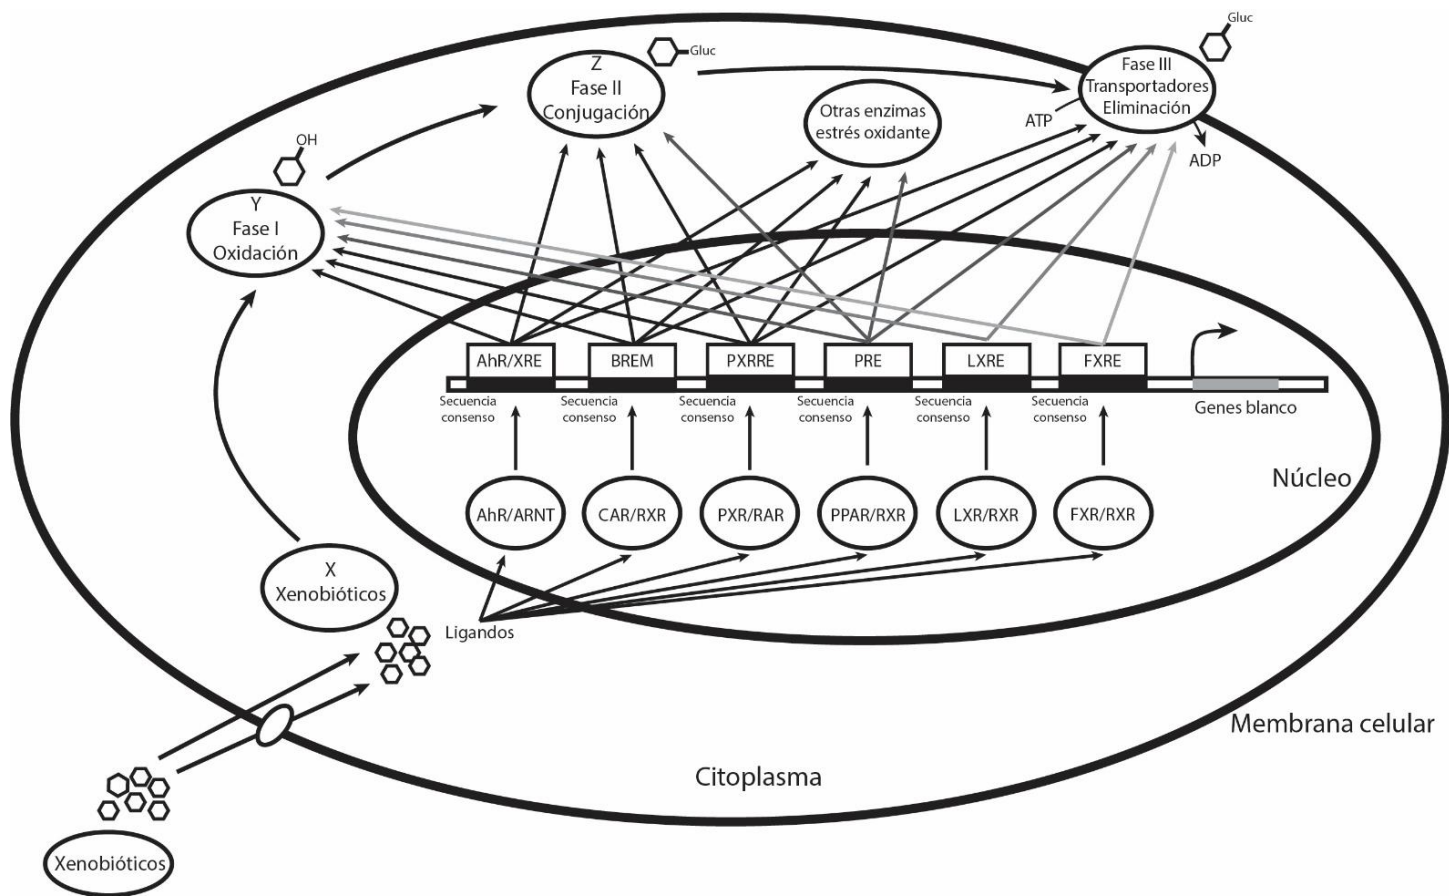 Gluc
Z
Fase II
Conjugación
Gluc
Fase III
Transportadores
Eliminación
ATP
ADP
Otras enzimas
estrés oxidante
OH
Y
Fase I
Oxidación
AhR/XRE
BREM
PXRRE
PRE
LXRE
FXRE
Secuencia
consenso
Secuencia
consenso
Secuencia
consenso
Secuencia
consenso
Secuencia
consenso
Secuencia
consenso
Genes blanco
Núcleo
AhR/ARNT
CAR/RXR
PXR/RAR
PPAR/RXR
LXR/RXR
FXR/RXR
X
Xenobióticos
Ligandos
Membrana celular
Citoplasma
Xenobióticos